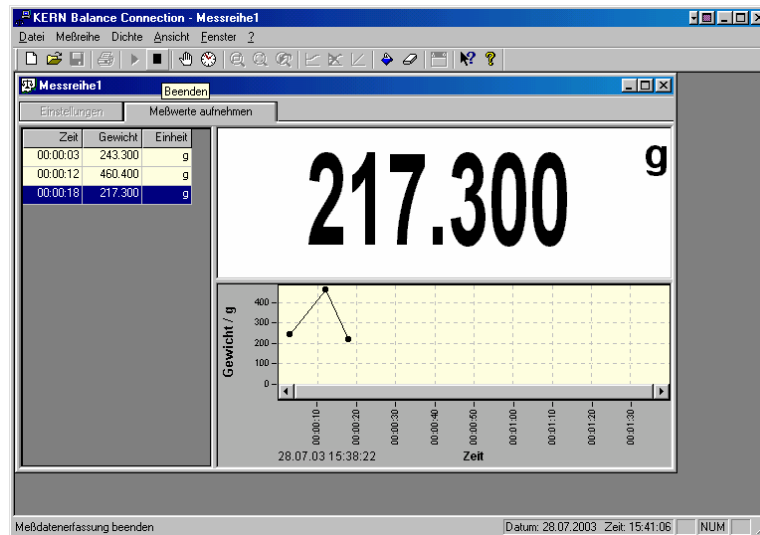 KERN Balance Connection - Messreihe1
Datei Meßreihe Dichte Ansicht Fenster ?
Messreihe1
Beenden
Einstellungen Meßwerte aufnehmen
Zeit Gewicht Einheit
00:00:03 243.300 g
00:00:12 460.400 g
00:00:18 217.300 g
217.300 g
Gewicht / g
400
300
200
100
0
00:00:10 00:00:20 00:00:30 00:00:40 00:00:50 00:01:00 00:01:10 00:01:20 00:01:30
28.07.03 15:38:22 Zeit
Meßdatenerfassung beenden Datum: 28.07.2003 Zeit: 15:41:06 NUM